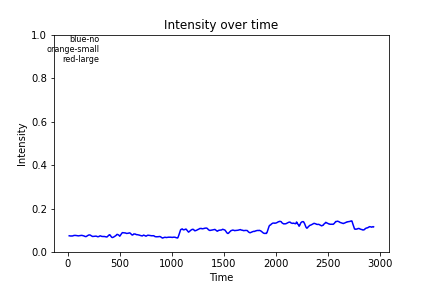 Intensity over time
blue-no
orange-small
red-large
1.0
0.8
0.6
0.4
0.2
0.0
Intensity
0
500
1000
1500
2000
2500
3000
Time